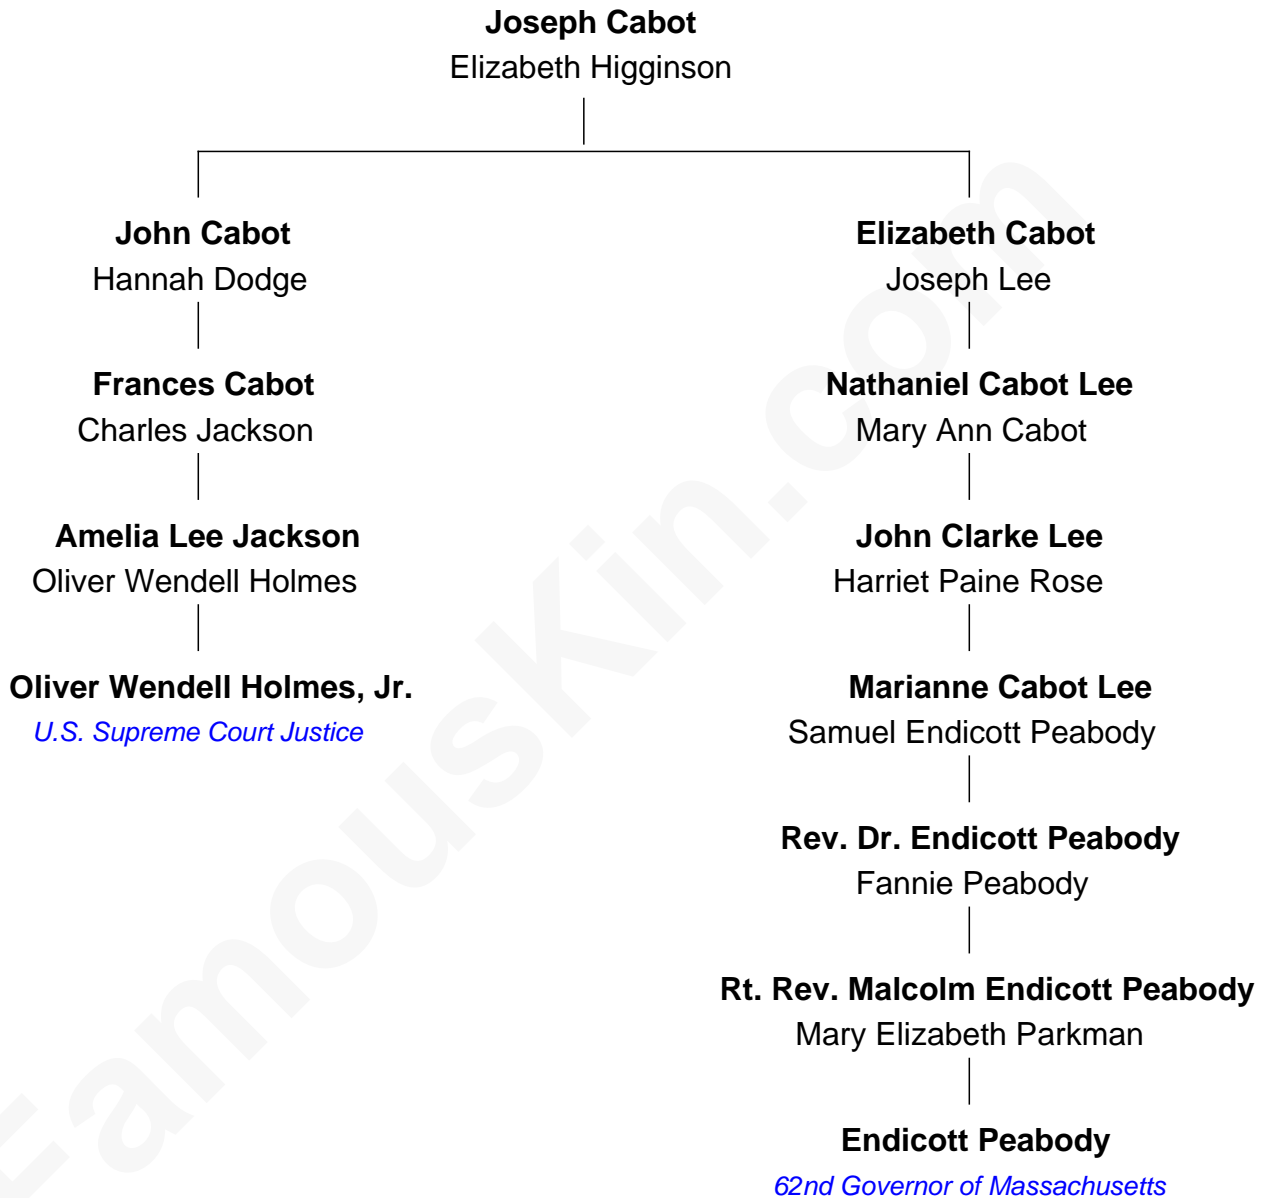 Joseph Cabot
Elizabeth Higginson
John Cabot
Hannah Dodge
Frances Cabot
Charles Jackson
Amelia Lee Jackson
Oliver Wendell Holmes
Oliver Wendell Holmes, Jr.
U.S. Supreme Court Justice
Elizabeth Cabot
Joseph Lee
Nathaniel Cabot Lee
Mary Ann Cabot
John Clarke Lee
Harriet Paine Rose
Marianne Cabot Lee
Samuel Endicott Peabody
Rev. Dr. Endicott Peabody
Fannie Peabody
Rt. Rev. Malcolm Endicott Peabody
Mary Elizabeth Parkman
Endicott Peabody
62nd Governor of Massachusetts
FamousKin.com